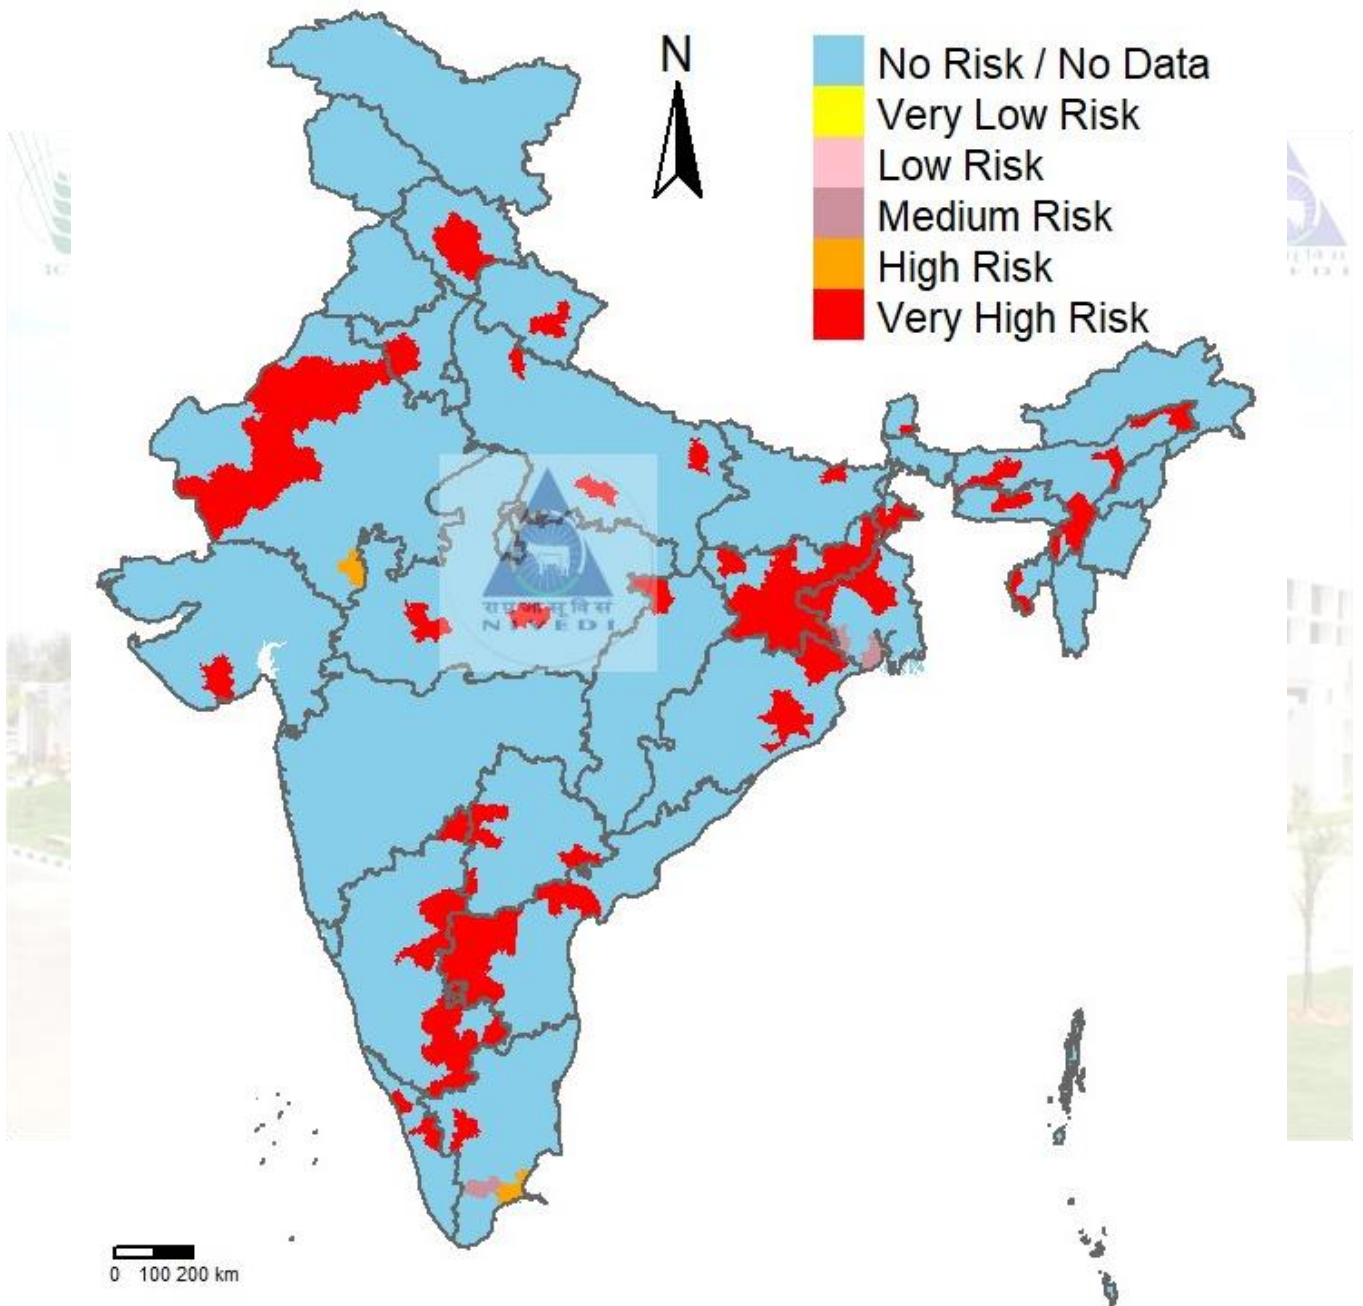 N
No Risk / No Data
Very Low Risk
Low Risk
Medium Risk
High Risk
Very High Risk
NIVEDI
0 100 200 km